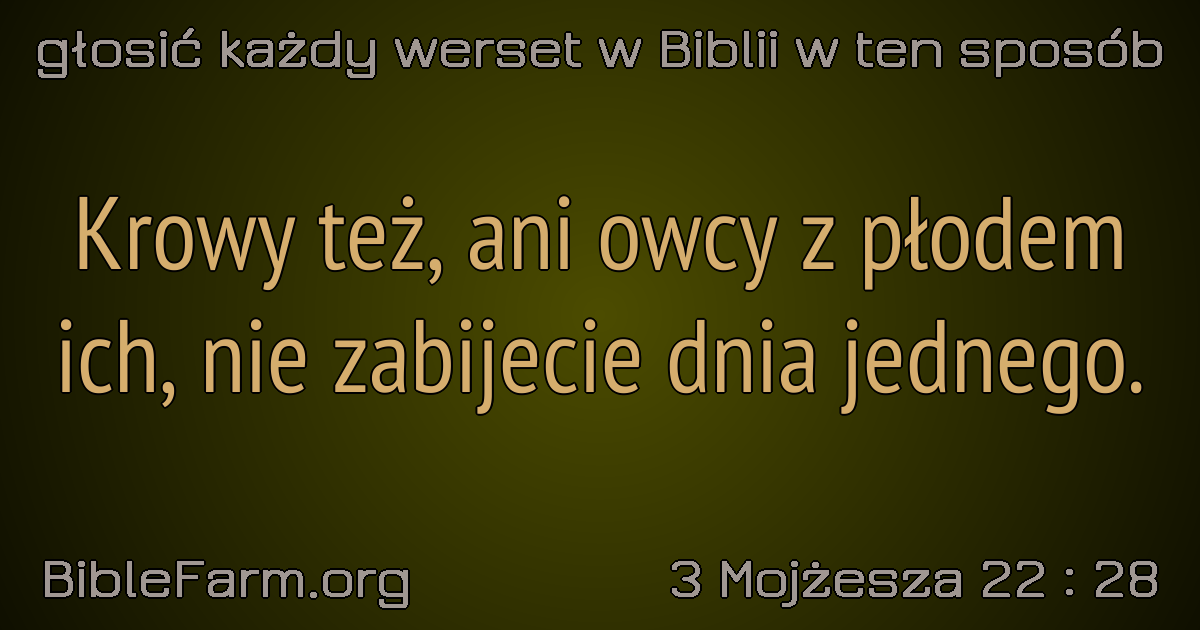 głosić każdy werset w Biblii w ten sposób
Krowy też, ani owcy z płodem
ich, nie zabijecie dnia jednego.
BibleFarm.org
3 Mojżesza 22 : 28